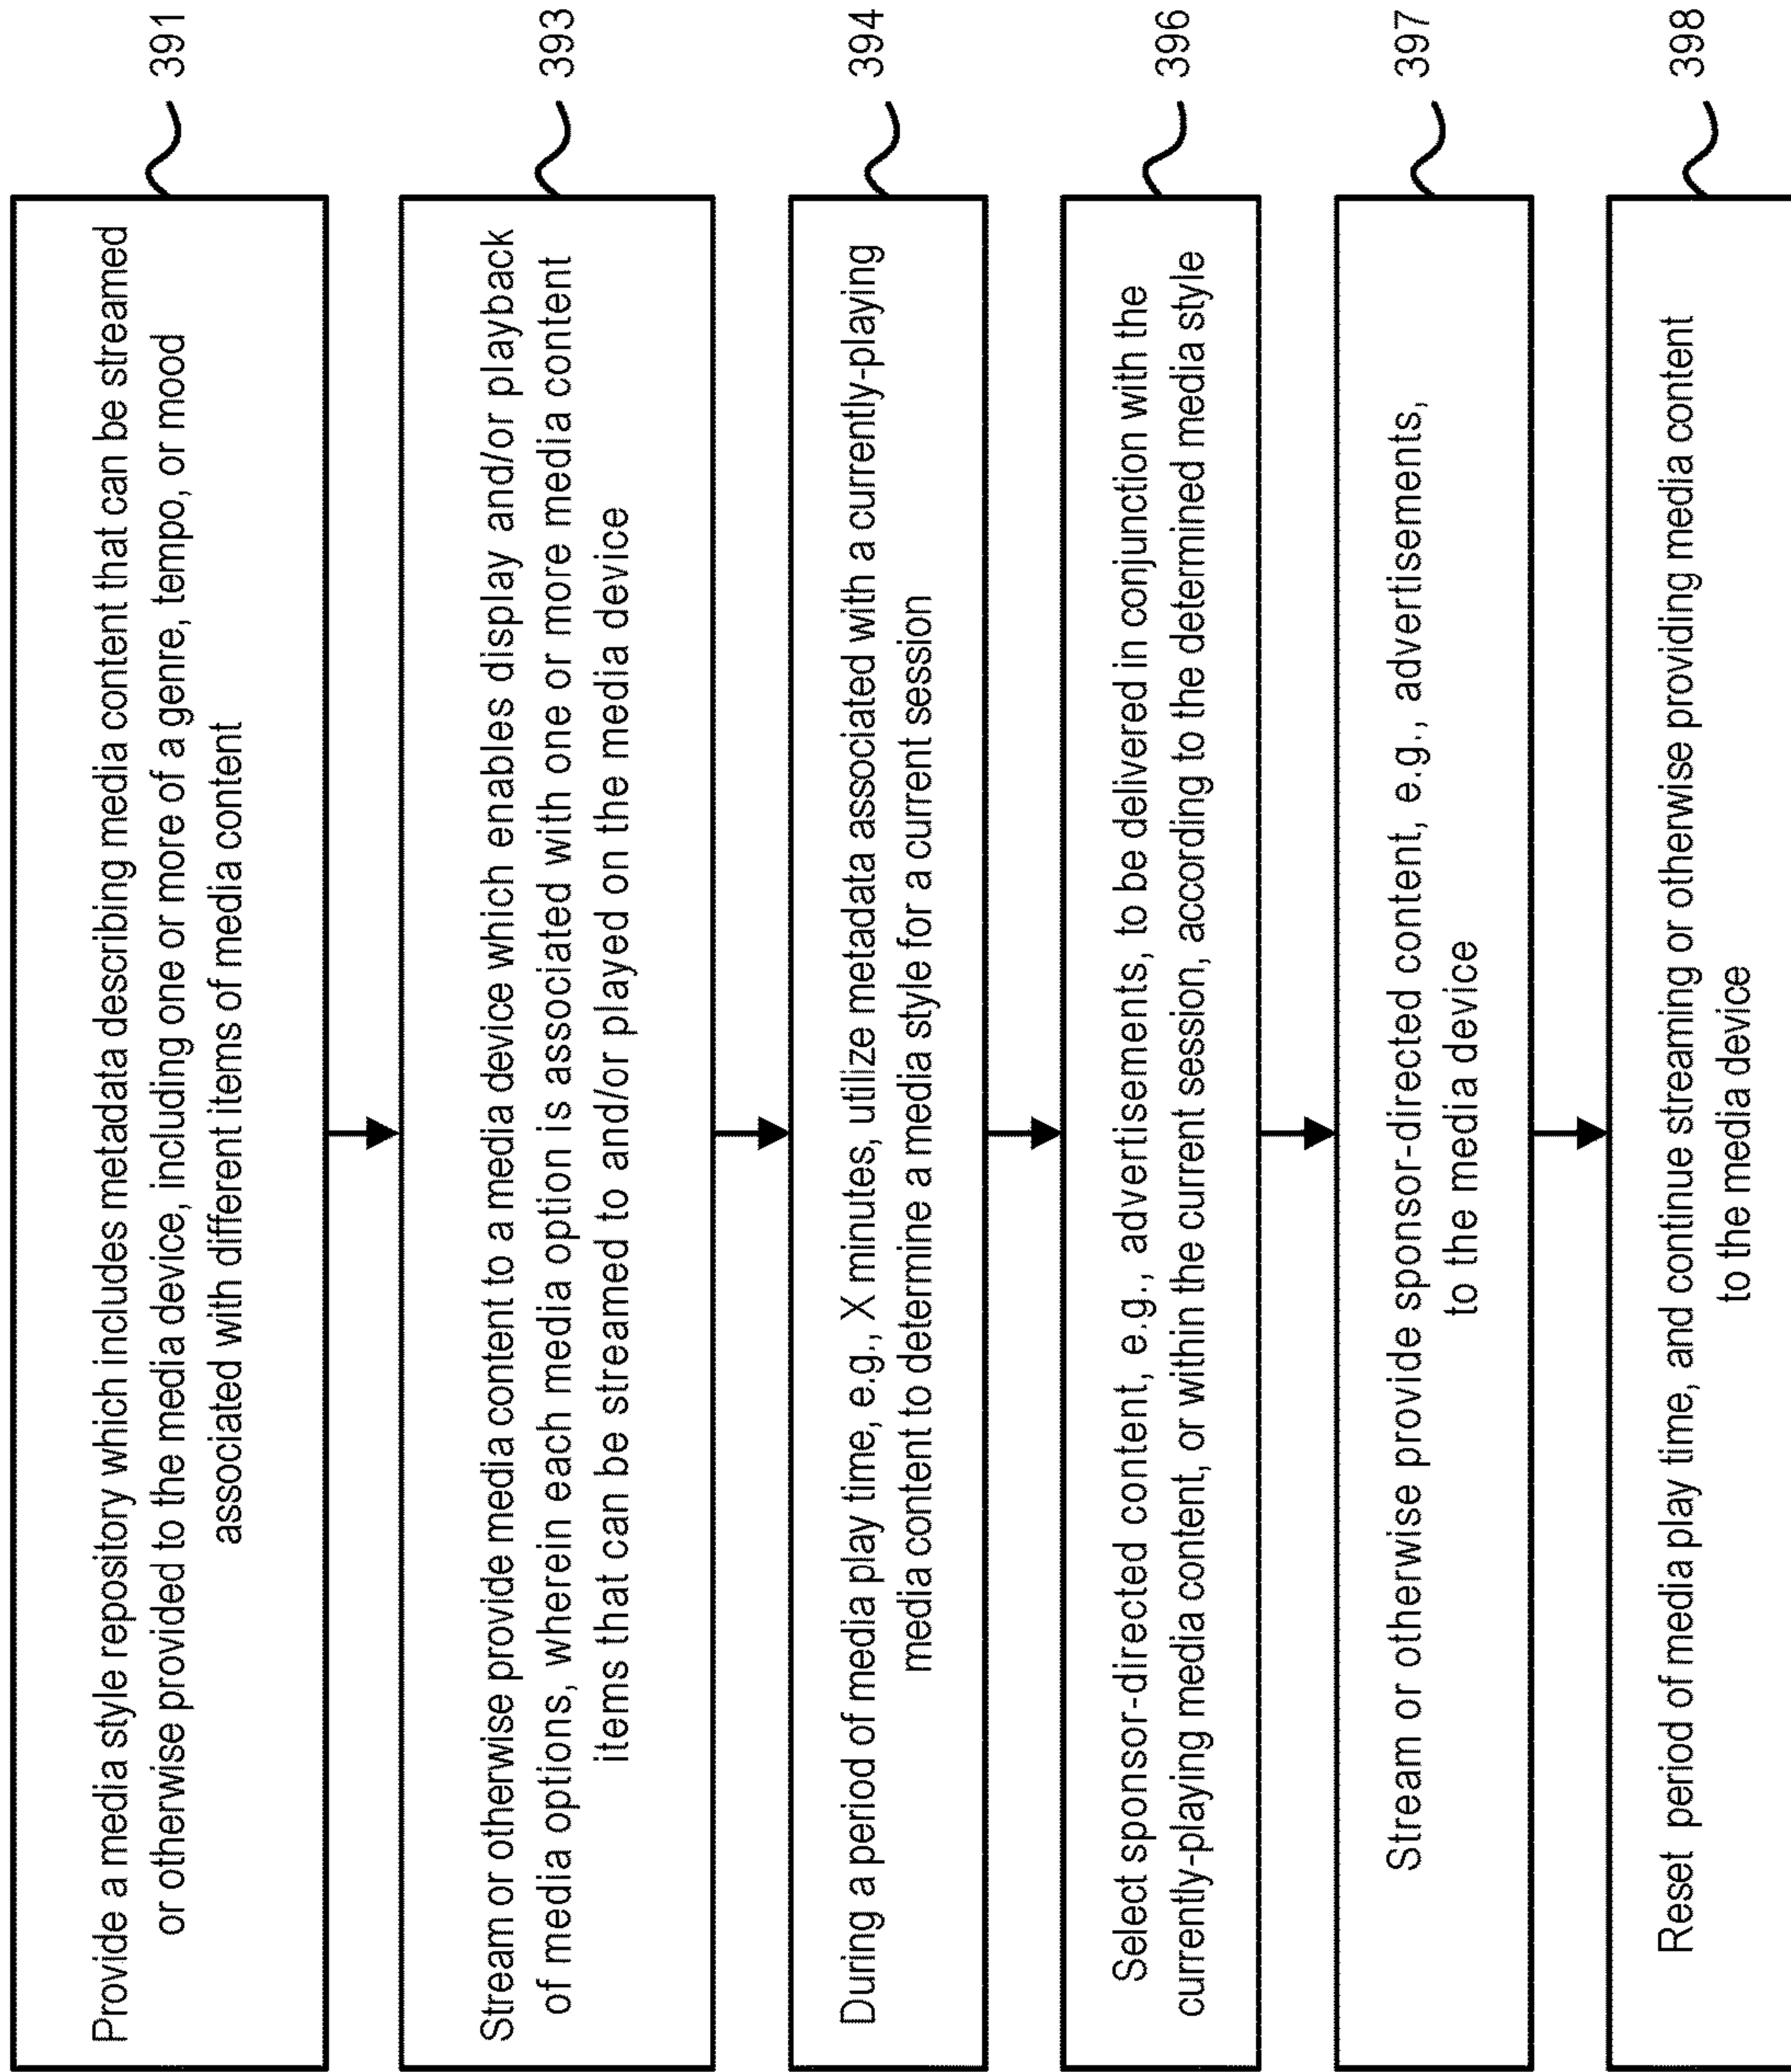 Provide a media style repository which includes metadata describing media content that can be streamed
or otherwise provided to the media device, including one or more of a genre, tempo, or mood
associated with different items of media content
391
Stream or otherwise provide media content to a media device which enables display and/or playback
of media options, wherein each media option is associated with one or more media content
items that can be streamed to and/or played on the media device
393
During a period of media play time, e.g., X minutes, utilize metadata associated with a currently-playing
media content to determine a media style for a current session
394
Select sponsor-directed content, e.g., advertisements, to be delivered in conjunction with the
currently-playing media content, or within the current session, according to the determined media style
396
Stream or otherwise provide sponsor-directed content, e.g., advertisements,
to the media device
397
Reset period of media play time, and continue streaming or otherwise providing media content
to the media device
398